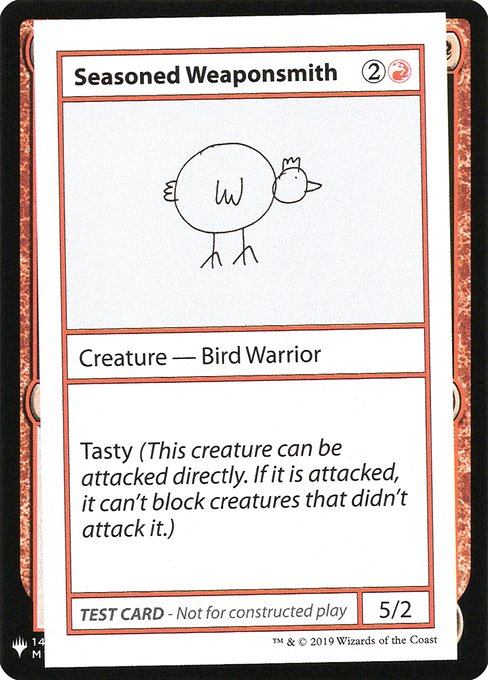 Seasoned Weaponsmith 2
Creature — Bird Warrior
Tasty (This creature can be
attacked directly. If it is attacked,
it can't block creatures that didn't
attack it.)
TEST CARD - Not for constructed play 5/2
™ & © 2019 Wizards of the Coast
14
M